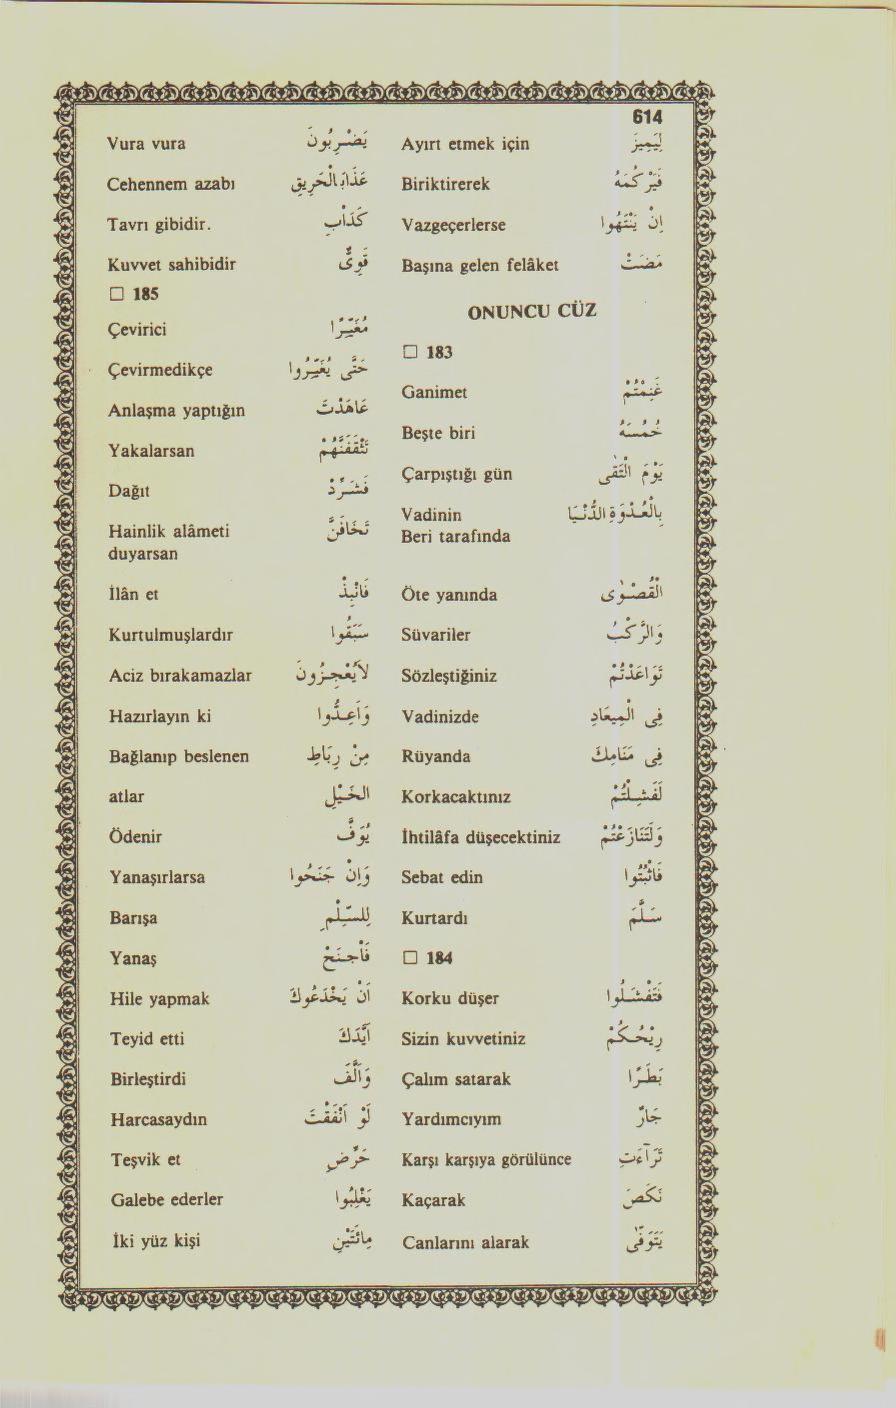 614
Ayırt etmek için لِيَمِيزَ
Biriktirerek فَيَرْكُمَهُ
Vazgeçerlerse اِنْ يَنْتَهُوا
Başına gelen felâket مَضَتْ
ONUNCU CÜZ
□ 183
Ganimet غَنِمْتُمْ
Beşte biri خُمُسَهُ
Çarpıştığı gün يَوْمَ الْتَقَى
Vadinin بِالْعُدْوَةِ الدُّنْيَا
Beri tarafında
Öte yanında الْقُصْوٰى
Süvariler وَالرَّكْبُ
Sözleştiğiniz تَوَاعَدْتُمْ
Vadinizde فِى الْمِيعَادِ
Rüyanda فِى مَنَامِكَ
Korkacaktınız لَفَشِلْتُمْ
İhtilâfa düşecektiniz وَلَتَنَازَعْتُمْ
Sebat edin فَاثْبُتُوا
Kurtardı سَلَّمَ
□ 184
Korku düşer فَتَفْشَلُوا
Sizin kuvvetiniz رِيْحُكُمْ
Çalım satarak بَطَرًا
Yardımcıyım جَارٌ
Karşı karşıya görülünce تَرَآءَتِ
Kaçarak نَكَصَ
Canlarını alarak يَتَوَفَّى
Vura vura يَضْرِبُونَ
Cehennem azabı عَذَابَ الْحَرِيقِ
Tavrı gibidir. كَدَأْبِ
Kuvvet sahibidir قَوِىٌّ
□ 185
Çevirici مُغَيِّرًا
Çevirmedikçe حَتَّى يُغَيِّرُوا
Anlaşma yaptığın عَاهَدْتَ
Yakalarsan تَثْقَفَنَّهُمْ
Dağıt فَشَرِّدْ
Hainlik alâmeti تَخَافَنَّ
duyarsan
İlân et فَانْبِذْ
Kurtulmuşlardır سَبَقُوا
Aciz bırakamazlar لَايُعْجِزُونَ
Hazırlayın ki وَاَعِدُّوا
Bağlanıp beslenen مِنْ رِبَاطِ
atlar الْخَيْلِ
Ödenir يُوَفَّ
Yanaşırlarsa وَاِنْ جَنَحُوا
Barışa لِلسَّلْمِ
Yanaş فَاجْنَحْ
Hile yapmak اَنْ يَخْدَعُوكَ
Teyid etti اَيَّدَكَ
Birleştirdi وَاَلَّفَ
Harcasaydın لَوْ اَنْفَقْتَ
Teşvik et حَرِّضِ
Galebe ederler يَغْلِبُوا
İki yüz kişi مِائَتَيْنِ